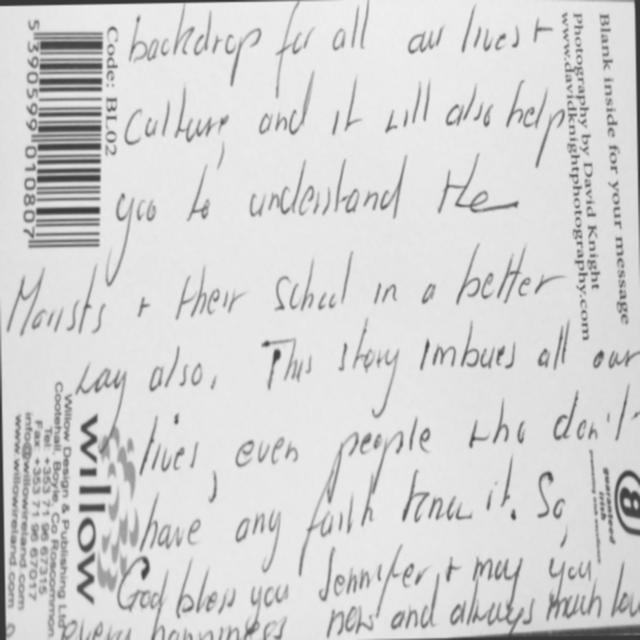 backdrop for all our lives +
culture, and it will also help
you to understand the
Marists + their School in a better
way also. This story imbues all our
lives, even people who don't
have any faith know it. So,
God bless you Jennifer + may you
every happiness now and always much lov
Code: BL02
5 390599 010807
Blank inside for your message
Photography by David Knight
www.davidknightphotography.com
willow
Willow Design & Publishing Ltd
Cootehall, Boyle, Co Roscommon.
Tel: +353 71 96
Fax: +353 71 96 67017
info@willowireland.com
www.willowireland.com
guaranteed